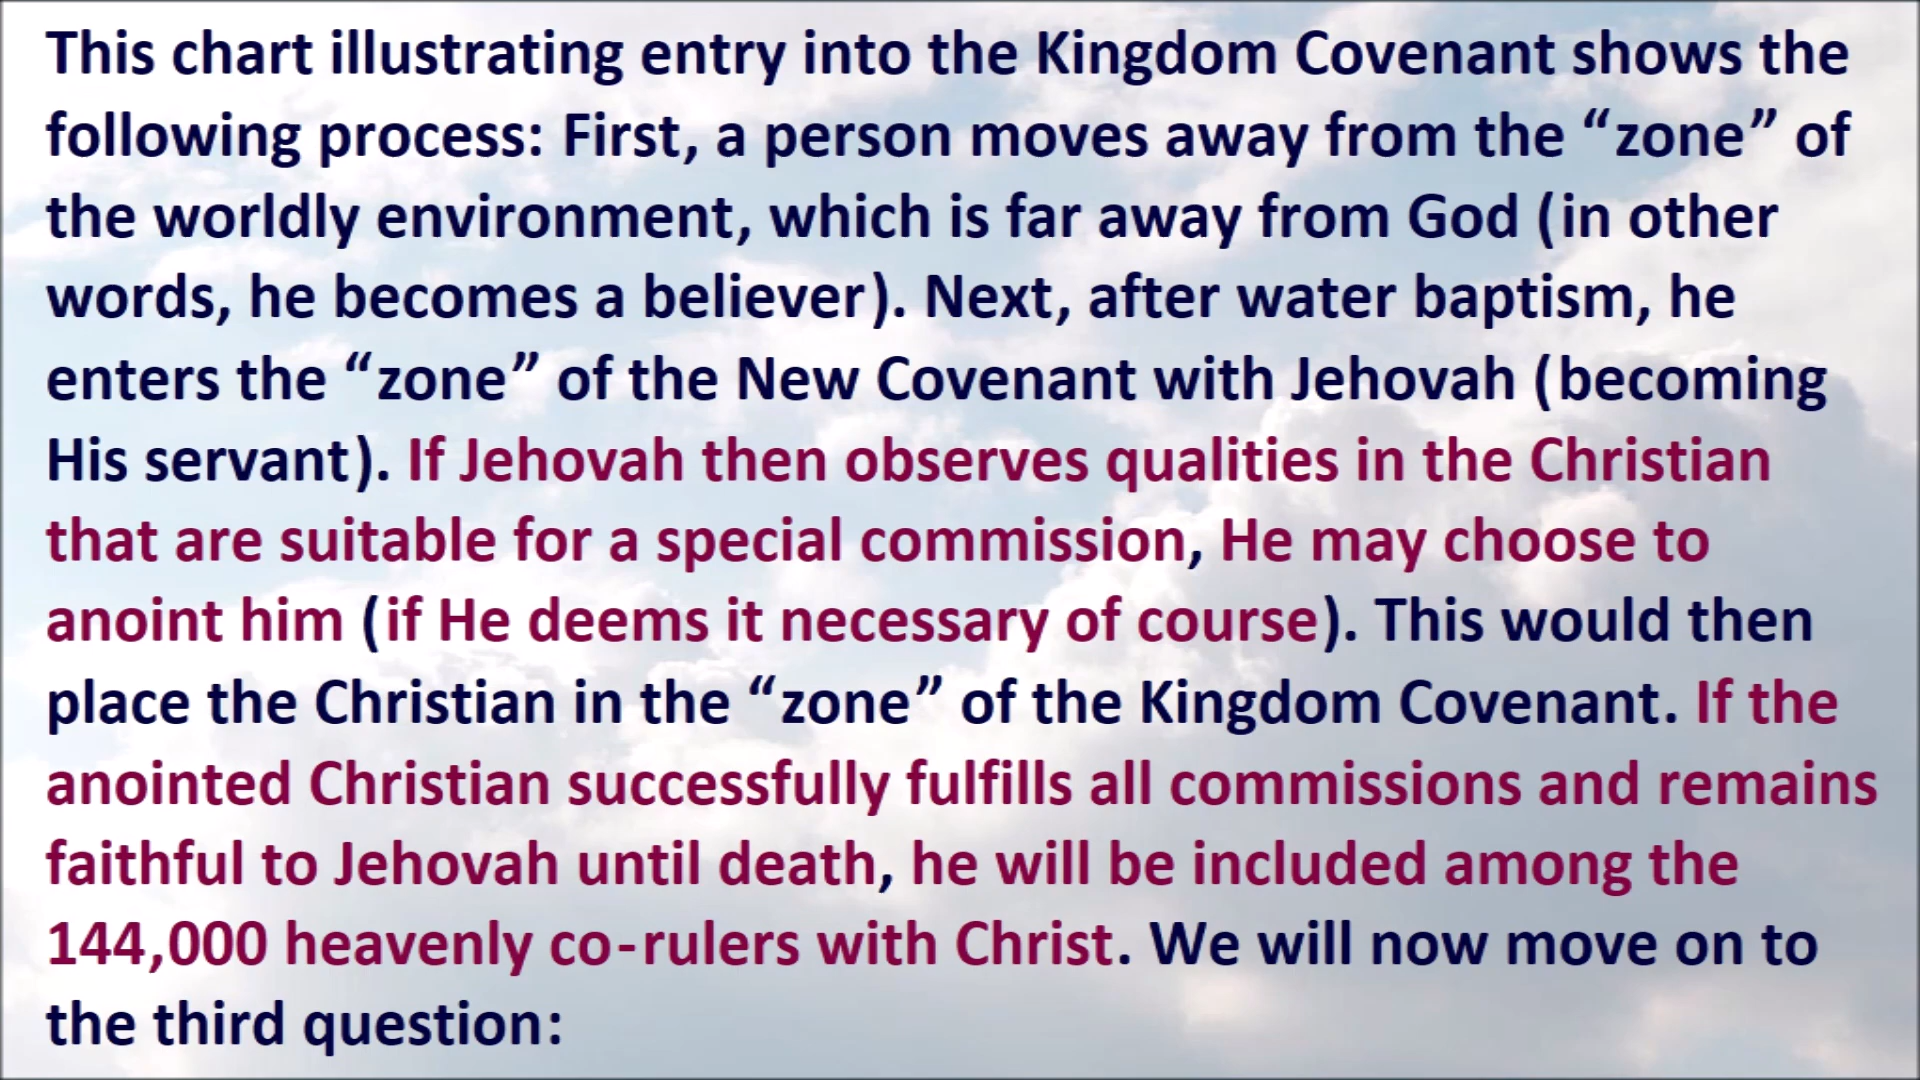 This chart illustrating entry into the Kingdom Covenant shows the
following process: First, a person moves away from the “zone” of
the worldly environment, which is far away from God (in other
words, he becomes a believer). Next, after water baptism, he
enters the “zone” of the New Covenant with Jehovah (becoming
His servant). If Jehovah then observes qualities in the Christian
that are suitable for a special commission, He may choose to
anoint him (if He deems it necessary of course). This would then
place the Christian in the “zone” of the Kingdom Covenant. If the
anointed Christian successfully fulfills all commissions and remains
faithful to Jehovah until death, he will be included among the
144,000 heavenly co-rulers with Christ. We will now move on to
the third question: